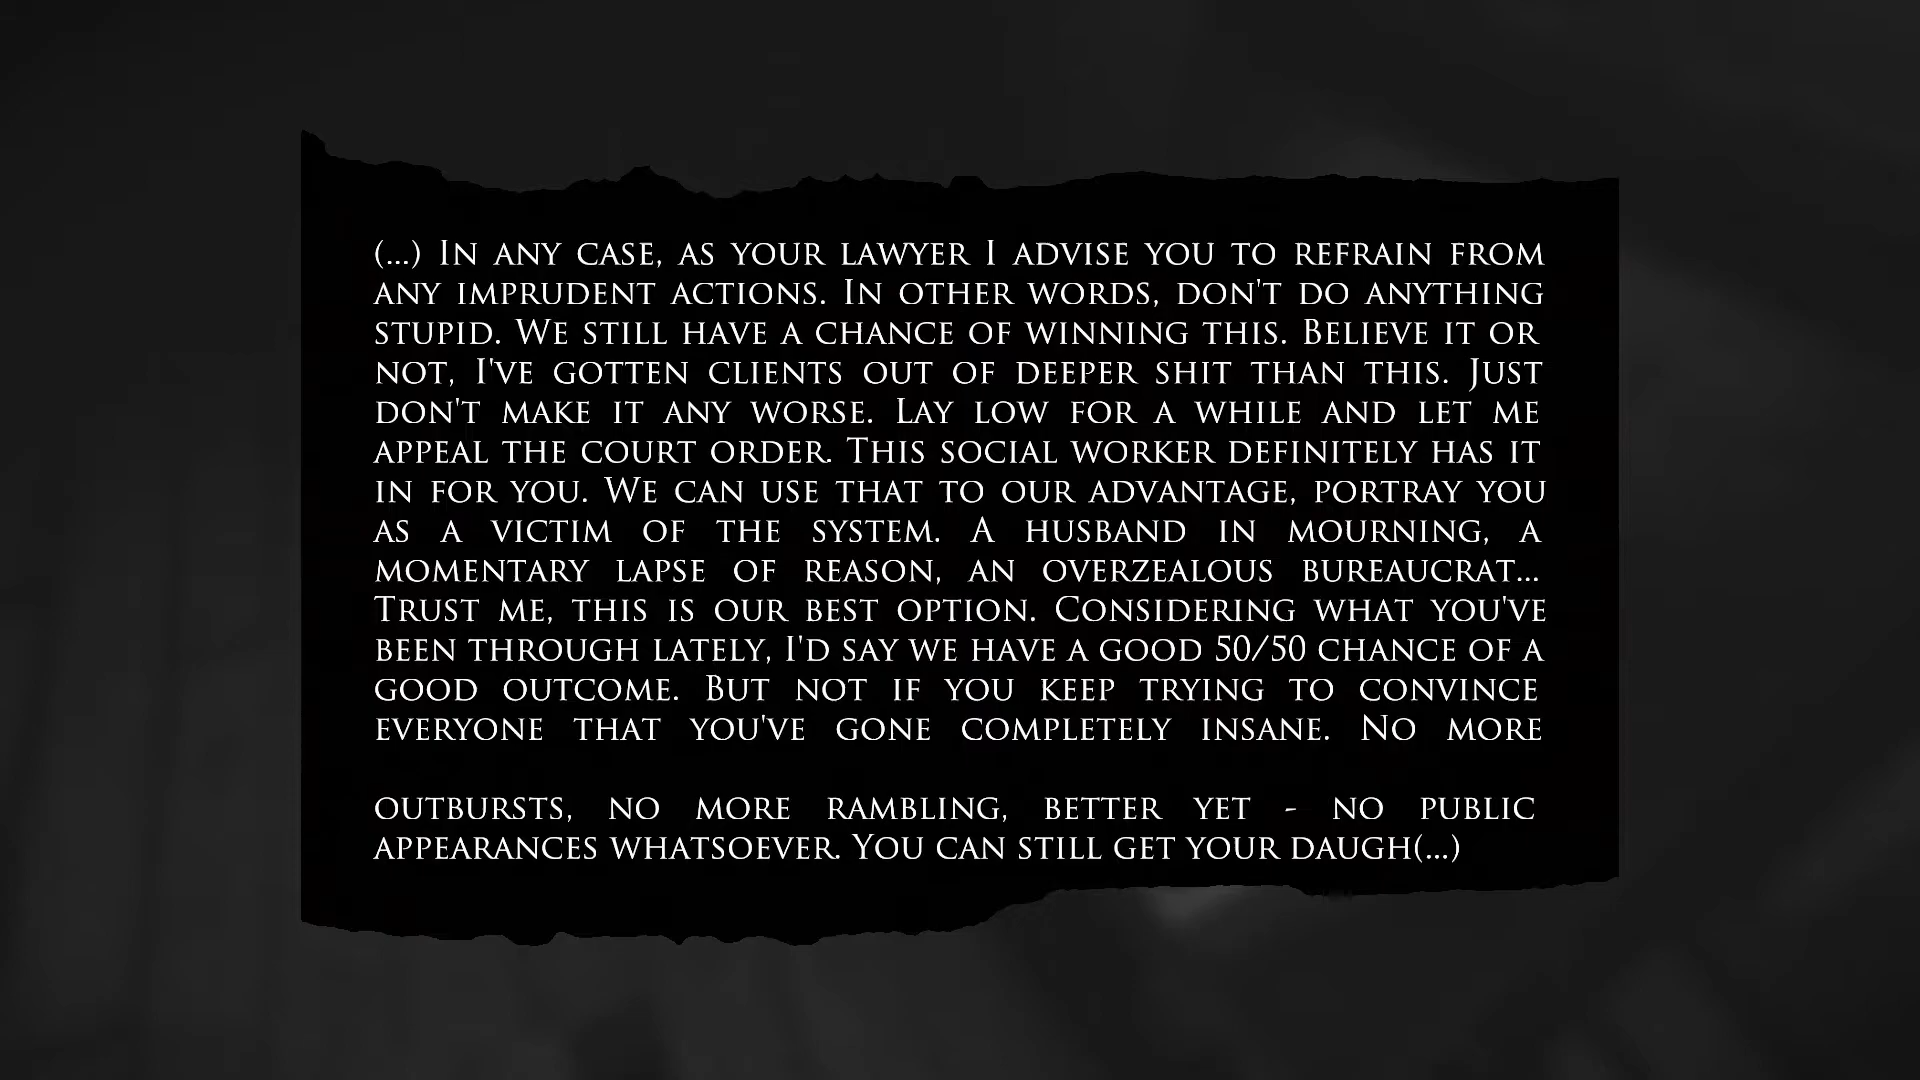 (...) In any case, as your lawyer I advise you to refrain from
any imprudent actions. In other words, don't do anything
stupid. We still have a chance of winning this. Believe it or
not, I've gotten clients out of deeper shit than this. Just
don't make it any worse. Lay low for a while and let me
appeal the court order. This social worker definitely has it
in for you. We can use that to our advantage, portray you
as a victim of the system. A husband in mourning, a
momentary lapse of reason, an overzealous bureaucrat...
Trust me, this is our best option. Considering what you've
been through lately, I'd say we have a good 50/50 chance of a
good outcome. But not if you keep trying to convince
everyone that you've gone completely insane. No more
outbursts, no more rambling, better yet - no public
appearances whatsoever. You can still get your daugh(...)